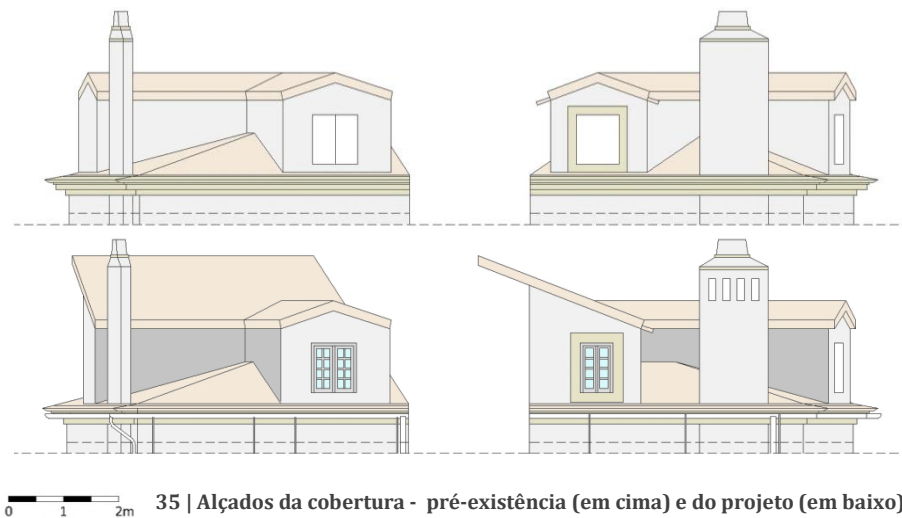 0 1 2m 35 | Alçados da cobertura - pré-existência (em cima) e do projeto (em baixo)